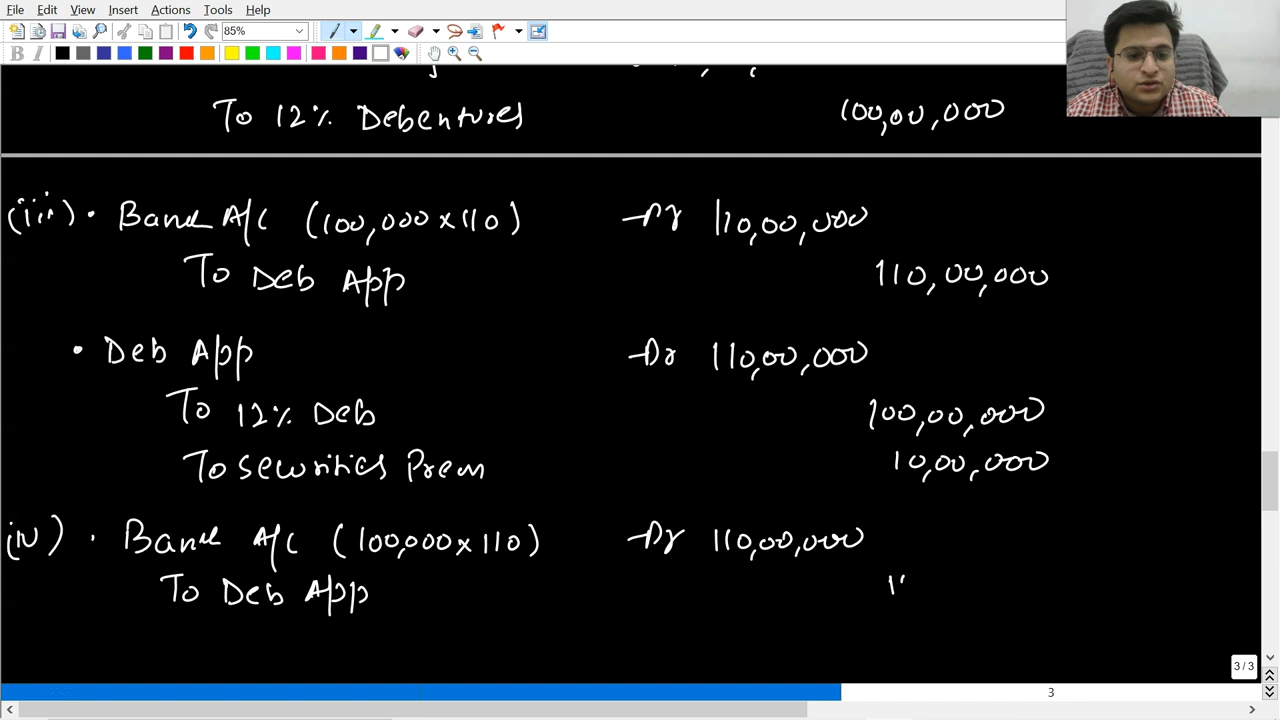 File Edit View Insert Actions Tools Help
85%
B I U
To 12% Debentures 100,00,000
(iii) • Bank A/C (100,000 x 110) Dr 110,00,000
To Deb App 110,00,000
• Deb App Dr 110,00,000
To 12% Deb 100,00,000
To Securities Prem 10,00,000
(iv) • Bank A/C (100,000 x 110) Dr 110,00,000
To Deb App 11
3 / 3
3